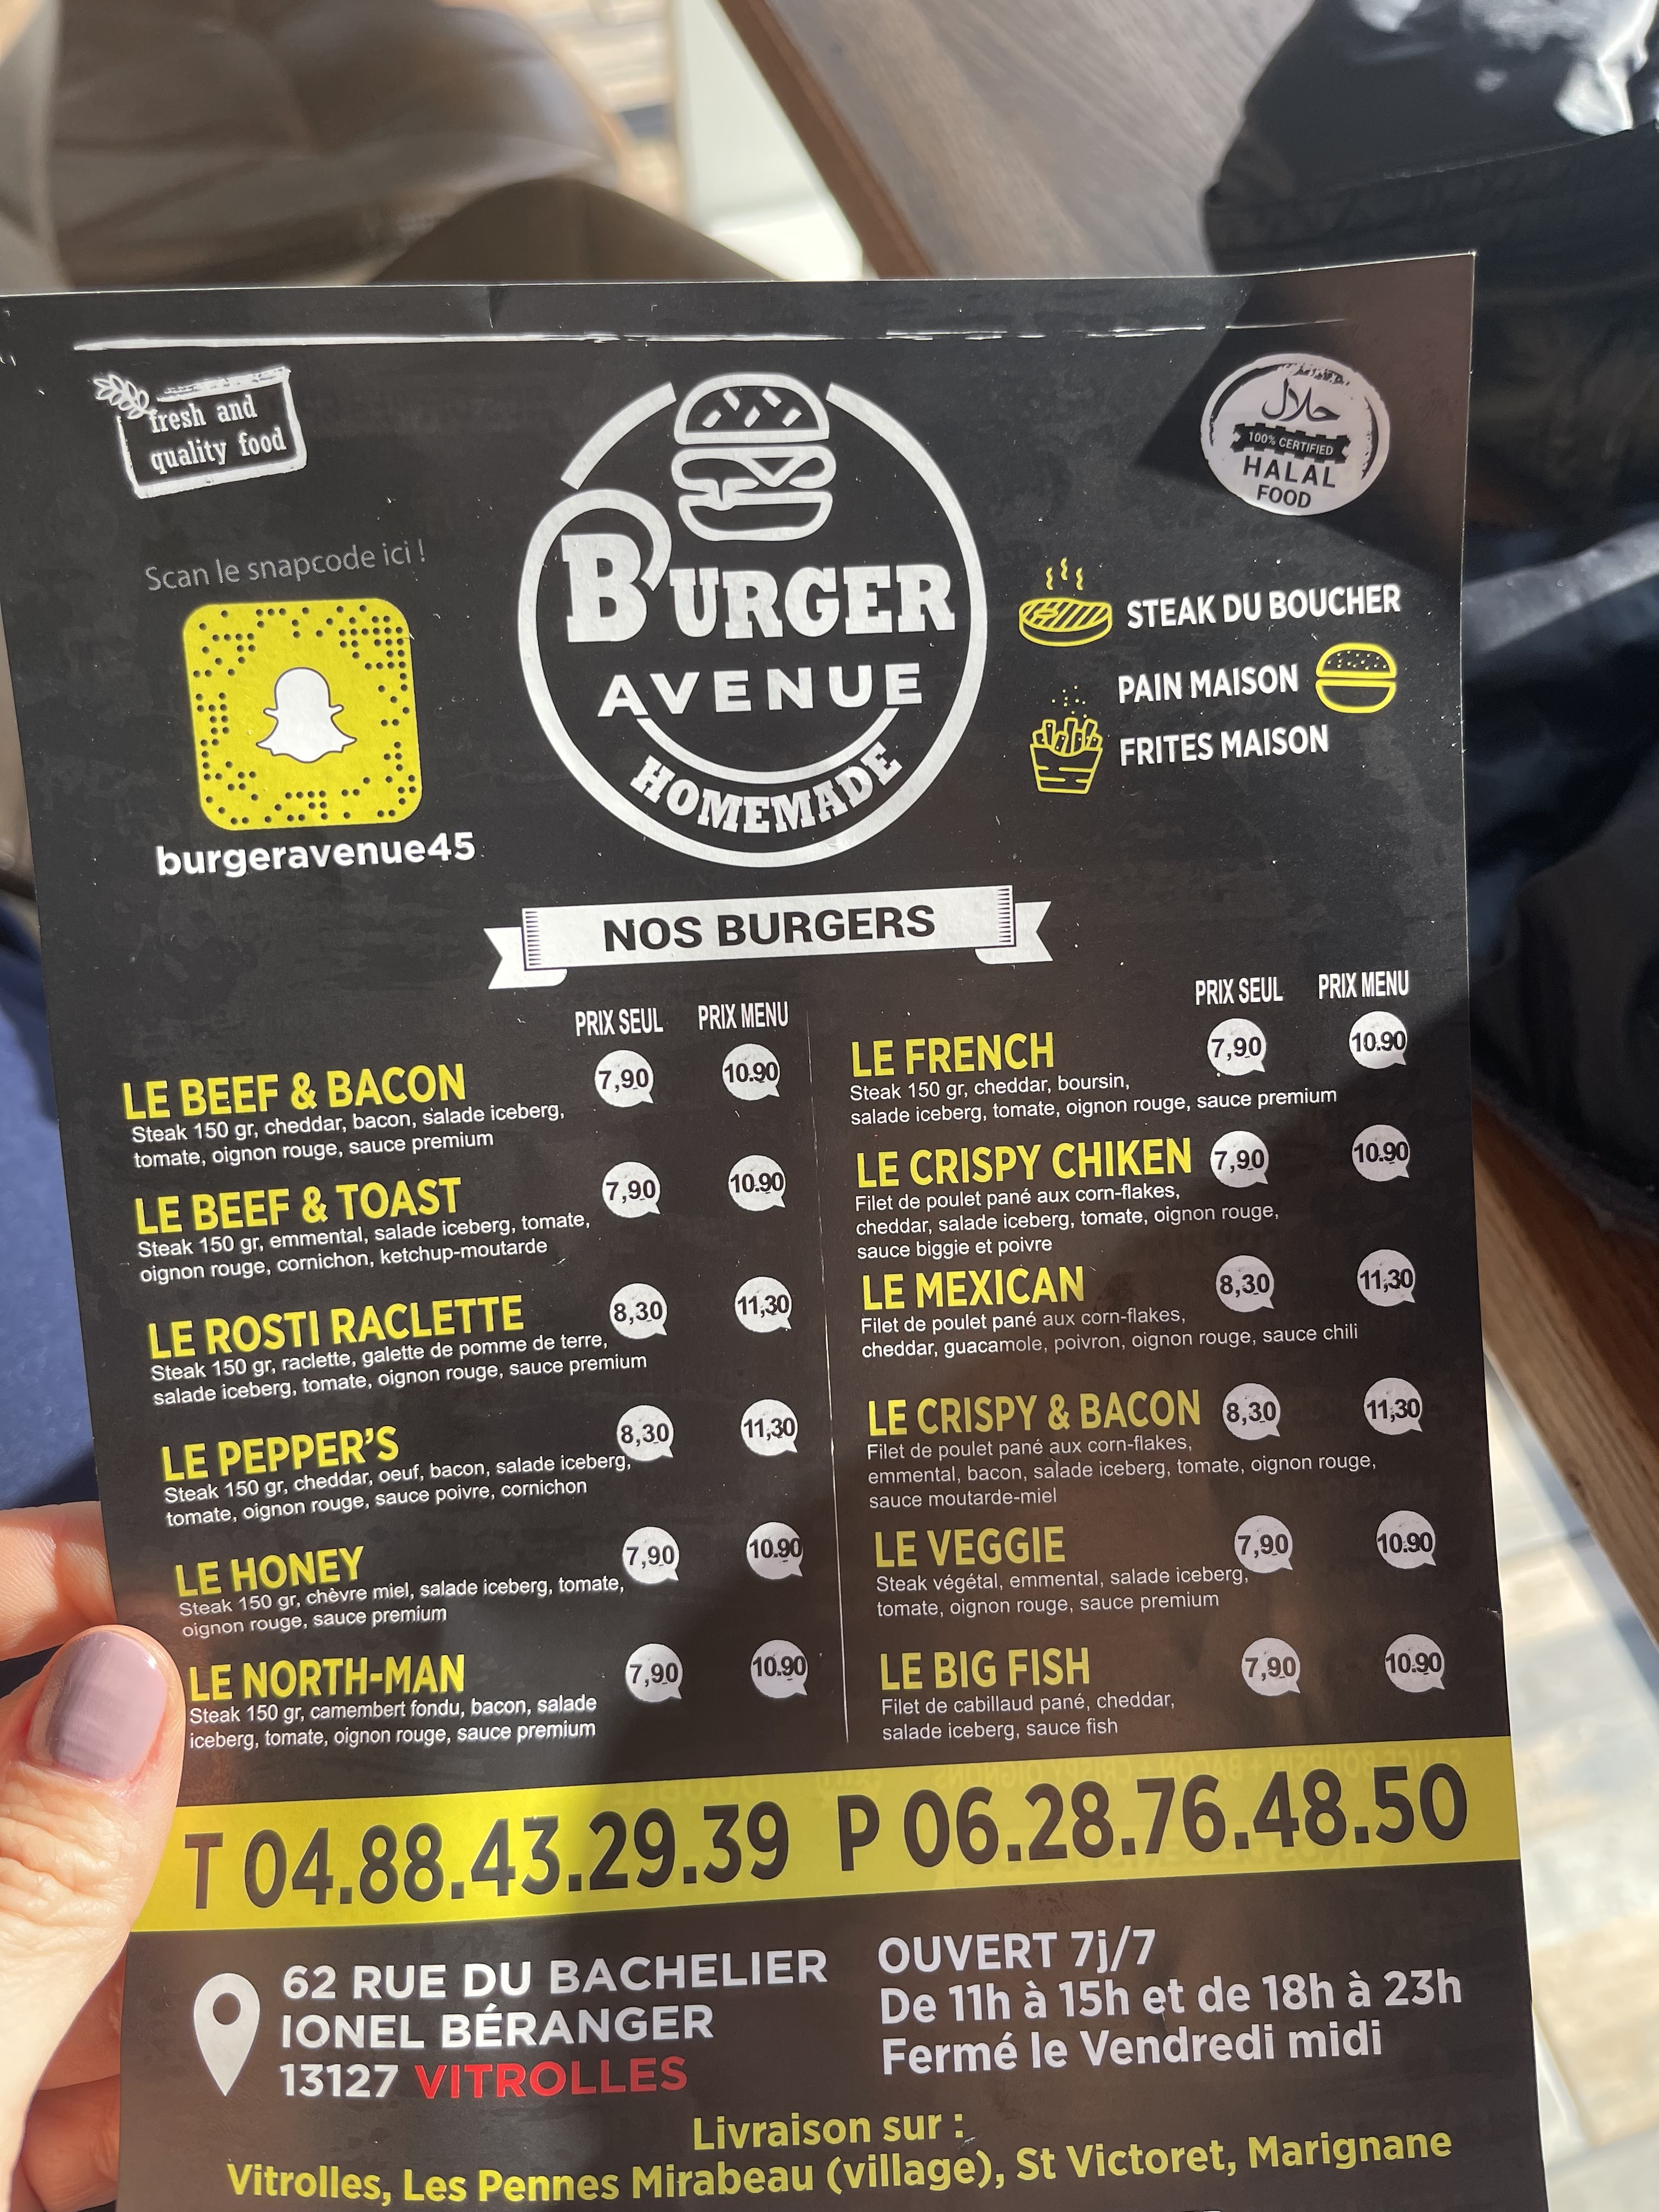 fresh and
quality food
Scan le snapcode ici !
burgeravenue45
BURGER
AVENUE
HOMEMADE
حلال
100% CERTIFIED
HALAL
FOOD
STEAK DU BOUCHER
PAIN MAISON
FRITES MAISON
NOS BURGERS
PRIX SEUL PRIX MENU
LE BEEF & BACON 7,90 10.90
Steak 150 gr, cheddar, bacon, salade iceberg,
tomate, oignon rouge, sauce premium
LE BEEF & TOAST 7,90 10.90
Steak 150 gr, emmental, salade iceberg, tomate,
oignon rouge, cornichon, ketchup-moutarde
LE ROSTI RACLETTE 8,30 11,30
Steak 150 gr, raclette, galette de pomme de terre,
salade iceberg, tomate, oignon rouge, sauce premium
LE PEPPER'S 8,30 11,30
Steak 150 gr, cheddar, oeuf, bacon, salade iceberg,
tomate, oignon rouge, sauce poivre, cornichon
LE HONEY 7,90 10.90
Steak 150 gr, chèvre miel, salade iceberg, tomate,
oignon rouge, sauce premium
LE NORTH-MAN 7,90 10.90
Steak 150 gr, camembert fondu, bacon, salade
iceberg, tomate, oignon rouge, sauce premium
PRIX SEUL PRIX MENU
LE FRENCH 7,90 10.90
Steak 150 gr, cheddar, boursin,
salade iceberg, tomate, oignon rouge, sauce premium
LE CRISPY CHIKEN 7,90 10.90
Filet de poulet pané aux corn-flakes,
cheddar, salade iceberg, tomate, oignon rouge,
sauce biggie et poivre
LE MEXICAN 8,30 11,30
Filet de poulet pané aux corn-flakes,
cheddar, guacamole, poivron, oignon rouge, sauce chili
LE CRISPY & BACON 8,30 11,30
Filet de poulet pané aux corn-flakes,
emmental, bacon, salade iceberg, tomate, oignon rouge,
sauce moutarde-miel
LE VEGGIE 7,90 10.90
Steak végétal, emmental, salade iceberg,
tomate, oignon rouge, sauce premium
LE BIG FISH 7,90 10.90
Filet de cabillaud pané, cheddar,
salade iceberg, sauce fish
T 04.88.43.29.39 P 06.28.76.48.50
62 RUE DU BACHELIER
IONEL BÉRANGER
13127 VITROLLES
OUVERT 7j/7
De 11h à 15h et de 18h à 23h
Fermé le Vendredi midi
Livraison sur :
Vitrolles, Les Pennes Mirabeau (village), St Victoret, Marignane